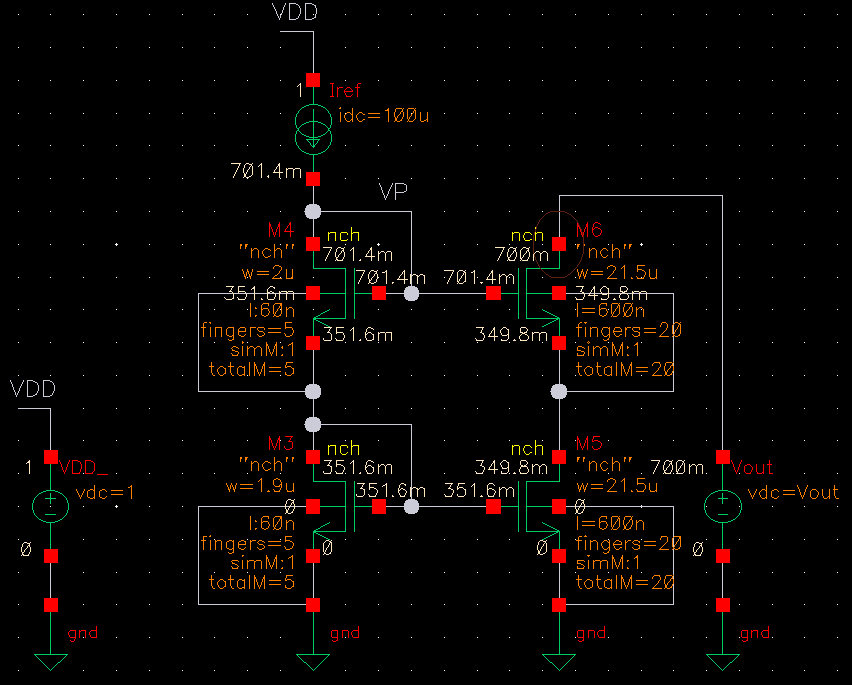 VDD
1
Iref
idc=100u
701.4m
VP
M4
nch
"nch"
701.4m
w=2u
701.4m
351.6m
l:60n
fingers=5
351.6m
simM:1
totalM=5
nch
M6
700m
"nch"
w=21.5u
701.4m
349.8m
l=600n
fingers=20
349.8m
simM:1
totalM=20
VDD
1
VDD_
vdc=1
0
gnd
M3
nch
"nch"
351.6m
w=1.9u
351.6m
0
l:60n
fingers=5
0
simM:1
totalM=5
gnd
nch
M5
349.8m
"nch"
w=21.5u
351.6m
0
l=600n
fingers=20
0
simM:1
totalM=20
gnd
700m
Vout
vdc=Vout
0
gnd